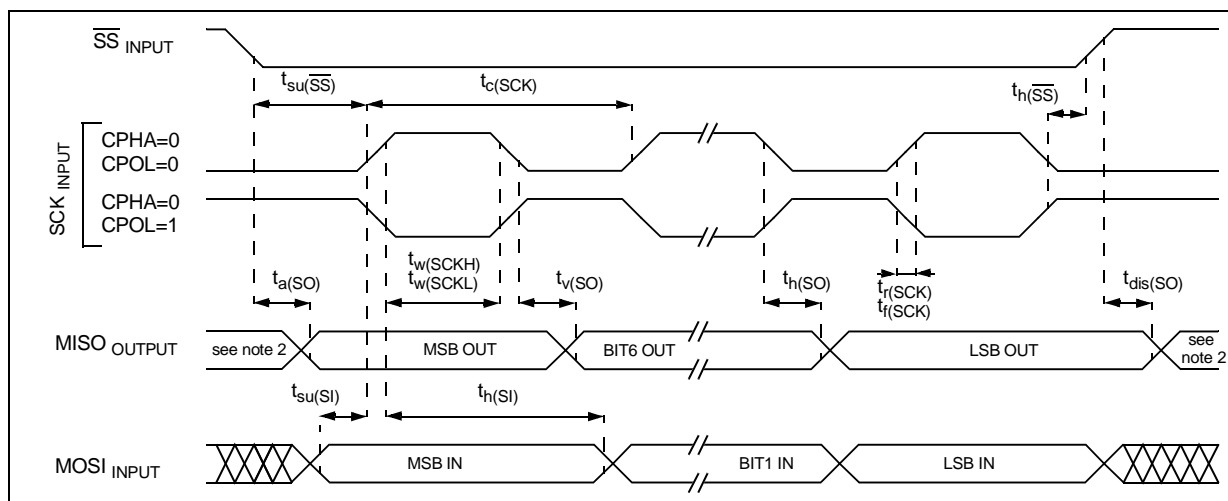 SS INPUT
tsu(SS)
tc(SCK)
th(SS)
SCK INPUT
CPHA=0
CPOL=0
CPHA=0
CPOL=1
ta(SO)
tw(SCKH)
tw(SCKL)
tv(SO)
th(SO)
tr(SCK)
tf(SCK)
tdis(SO)
MISO OUTPUT
see note 2
MSB OUT
BIT6 OUT
LSB OUT
see
note 2
tsu(SI)
th(SI)
MOSI INPUT
MSB IN
BIT1 IN
LSB IN